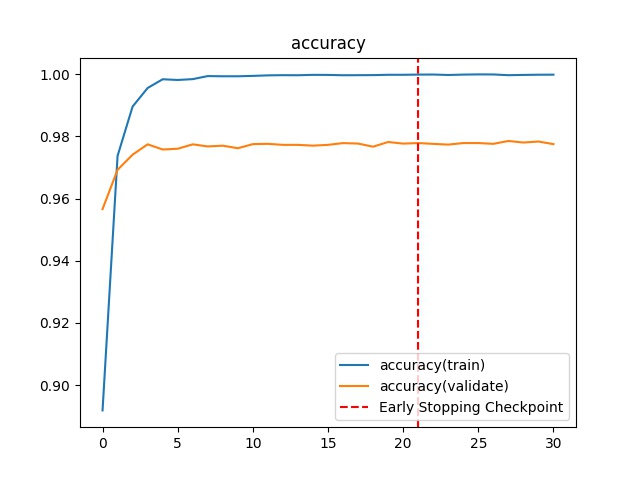 accuracy
1.00
0.98
0.96
0.94
0.92
0.90
accuracy(train)
accuracy(validate)
Early Stopping Checkpoint
0 5 10 15 20 25 30